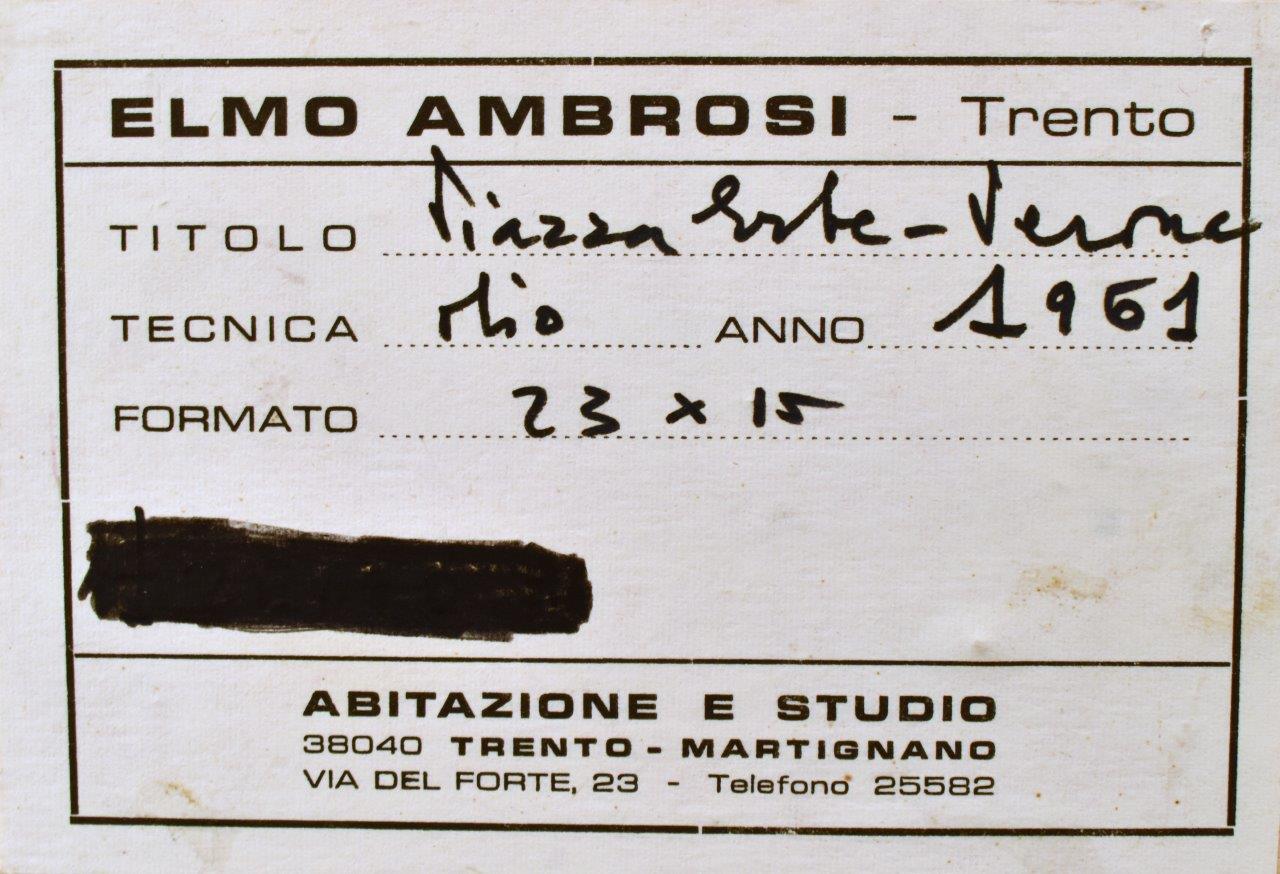 ELMO AMBROSI - Trento
TITOLO Piazza Erbe - Verona
TECNICA olio ANNO 1961
FORMATO 23 x 15
ABITAZIONE E STUDIO
38040 TRENTO - MARTIGNANO
VIA DEL FORTE, 23 - Telefono 25582